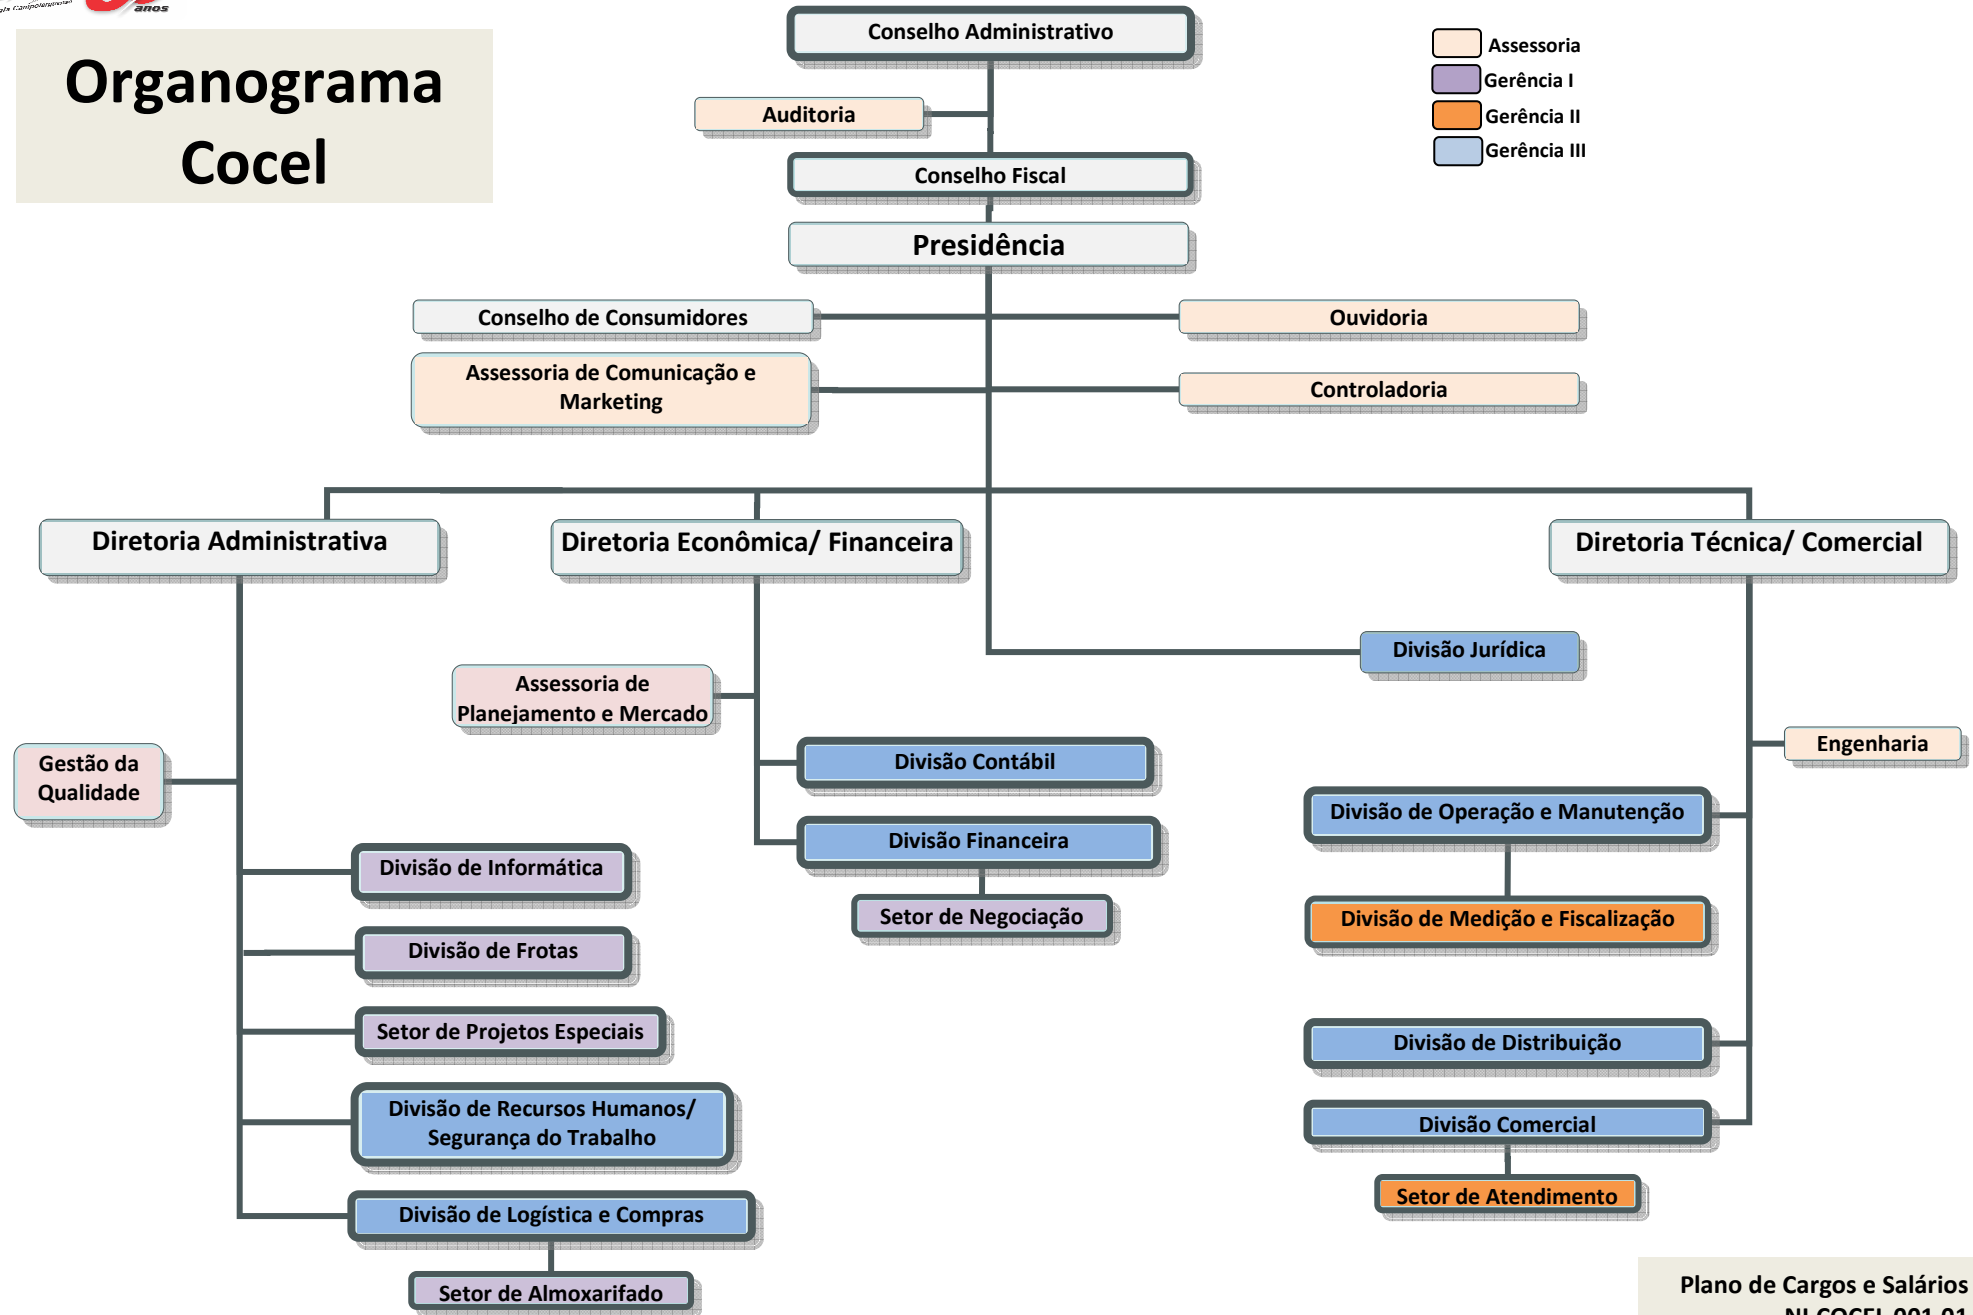 anos
Organograma
Cocel
Conselho Administrativo
Auditoria
Conselho Fiscal
Presidência
Assessoria
Gerência I
Gerência II
Gerência III
Conselho de Consumidores
Ouvidoria
Assessoria de Comunicação e
Marketing
Controladoria
Diretoria Administrativa
Diretoria Econômica/ Financeira
Diretoria Técnica/ Comercial
Divisão Jurídica
Assessoria de
Planejamento e Mercado
Engenharia
Gestão da
Qualidade
Divisão Contábil
Divisão de Operação e Manutenção
Divisão Financeira
Divisão de Informática
Setor de Negociação
Divisão de Medição e Fiscalização
Divisão de Frotas
Setor de Projetos Especiais
Divisão de Distribuição
Divisão de Recursos Humanos/
Segurança do Trabalho
Divisão Comercial
Setor de Atendimento
Divisão de Logística e Compras
Setor de Almoxarifado
Plano de Cargos e Salários
NI COCEL 001.01